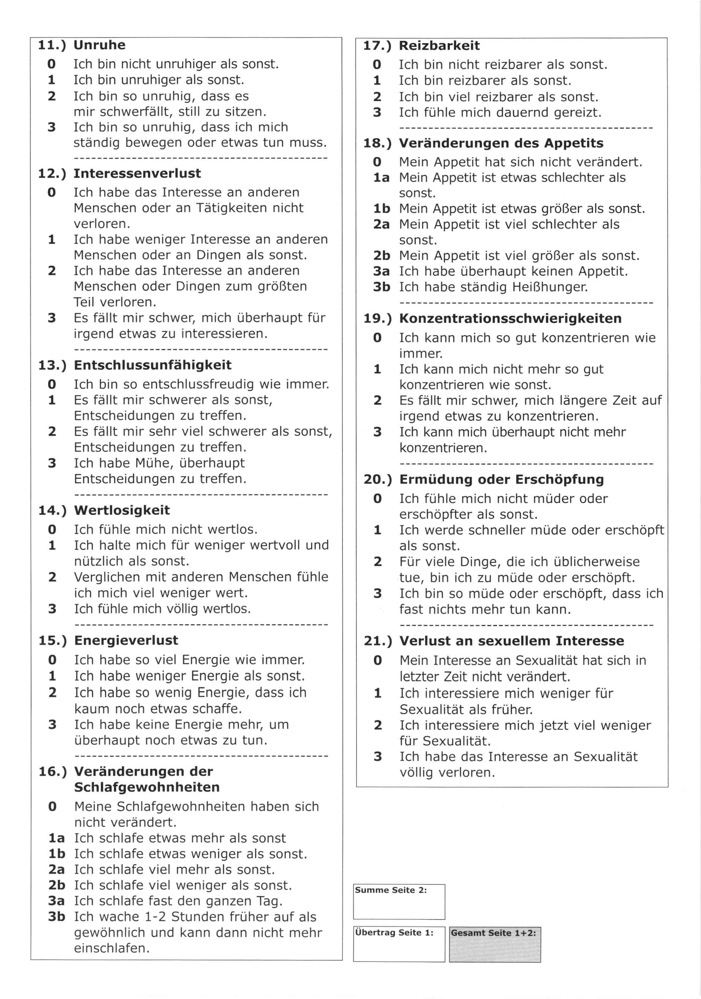 11.) Unruhe
0 Ich bin nicht unruhiger als sonst.
1 Ich bin unruhiger als sonst.
2 Ich bin so unruhig, dass es
mir schwerfällt, still zu sitzen.
3 Ich bin so unruhig, dass ich mich
ständig bewegen oder etwas tun muss.
12.) Interessenverlust
0 Ich habe das Interesse an anderen
Menschen oder an Tätigkeiten nicht
verloren.
1 Ich habe weniger Interesse an anderen
Menschen oder an Dingen als sonst.
2 Ich habe das Interesse an anderen
Menschen oder Dingen zum größten
Teil verloren.
3 Es fällt mir schwer, mich überhaupt für
irgend etwas zu interessieren.
13.) Entschlussunfähigkeit
0 Ich bin so entschlussfreudig wie immer.
1 Es fällt mir schwerer als sonst,
Entscheidungen zu treffen.
2 Es fällt mir sehr viel schwerer als sonst,
Entscheidungen zu treffen.
3 Ich habe Mühe, überhaupt
Entscheidungen zu treffen.
14.) Wertlosigkeit
0 Ich fühle mich nicht wertlos.
1 Ich halte mich für weniger wertvoll und
nützlich als sonst.
2 Verglichen mit anderen Menschen fühle
ich mich viel weniger wert.
3 Ich fühle mich völlig wertlos.
15.) Energieverlust
0 Ich habe so viel Energie wie immer.
1 Ich habe weniger Energie als sonst.
2 Ich habe so wenig Energie, dass ich
kaum noch etwas schaffe.
3 Ich habe keine Energie mehr, um
überhaupt noch etwas zu tun.
16.) Veränderungen der
Schlafgewohnheiten
0 Meine Schlafgewohnheiten haben sich
nicht verändert.
1a Ich schlafe etwas mehr als sonst
1b Ich schlafe etwas weniger als sonst.
2a Ich schlafe viel mehr als sonst.
2b Ich schlafe viel weniger als sonst.
3a Ich schlafe fast den ganzen Tag.
3b Ich wache 1-2 Stunden früher auf als
gewöhnlich und kann dann nicht mehr
einschlafen.
17.) Reizbarkeit
0 Ich bin nicht reizbarer als sonst.
1 Ich bin reizbarer als sonst.
2 Ich bin viel reizbarer als sonst.
3 Ich fühle mich dauernd gereizt.
18.) Veränderungen des Appetits
0 Mein Appetit hat sich nicht verändert.
1a Mein Appetit ist etwas schlechter als
sonst.
1b Mein Appetit ist etwas größer als sonst.
2a Mein Appetit ist viel schlechter als
sonst.
2b Mein Appetit ist viel größer als sonst.
3a Ich habe überhaupt keinen Appetit.
3b Ich habe ständig Heißhunger.
19.) Konzentrationsschwierigkeiten
0 Ich kann mich so gut konzentrieren wie
immer.
1 Ich kann mich nicht mehr so gut
konzentrieren wie sonst.
2 Es fällt mir schwer, mich längere Zeit auf
irgend etwas zu konzentrieren.
3 Ich kann mich überhaupt nicht mehr
konzentrieren.
20.) Ermüdung oder Erschöpfung
0 Ich fühle mich nicht müder oder
erschöpfter als sonst.
1 Ich werde schneller müde oder erschöpft
als sonst.
2 Für viele Dinge, die ich üblicherweise
tue, bin ich zu müde oder erschöpft.
3 Ich bin so müde oder erschöpft, dass ich
fast nichts mehr tun kann.
21.) Verlust an sexuellem Interesse
0 Mein Interesse an Sexualität hat sich in
letzter Zeit nicht verändert.
1 Ich interessiere mich weniger für
Sexualität als früher.
2 Ich interessiere mich jetzt viel weniger
für Sexualität.
3 Ich habe das Interesse an Sexualität
völlig verloren.
Summe Seite 2:
Übertrag Seite 1:
Gesamt Seite 1+2: